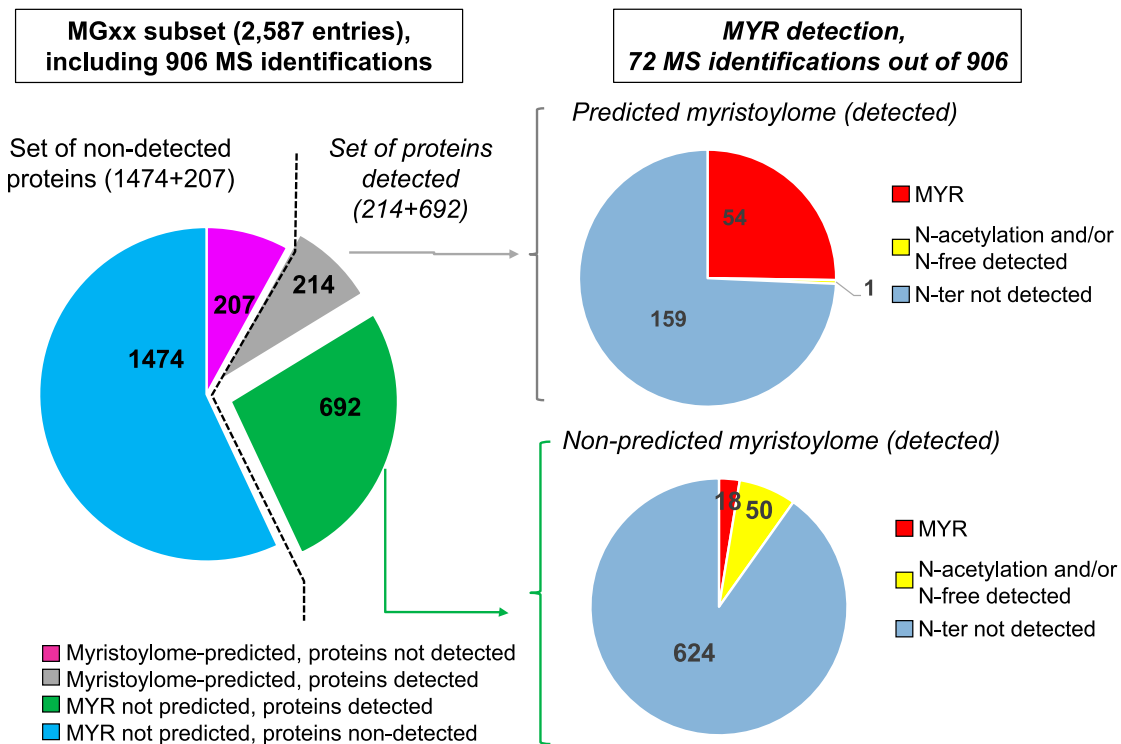 MGxx subset (2,587 entries),
including 906 MS identifications
Set of non-detected
proteins (1474+207)
Set of proteins
detected
(214+692)
207
214
1474
692
Myristoylome-predicted, proteins not detected
Myristoylome-predicted, proteins detected
MYR not predicted, proteins detected
MYR not predicted, proteins non-detected
MYR detection,
72 MS identifications out of 906
Predicted myristoylome (detected)
54
1
159
MYR
N-acetylation and/or
N-free detected
N-ter not detected
Non-predicted myristoylome (detected)
18
50
624
MYR
N-acetylation and/or
N-free detected
N-ter not detected